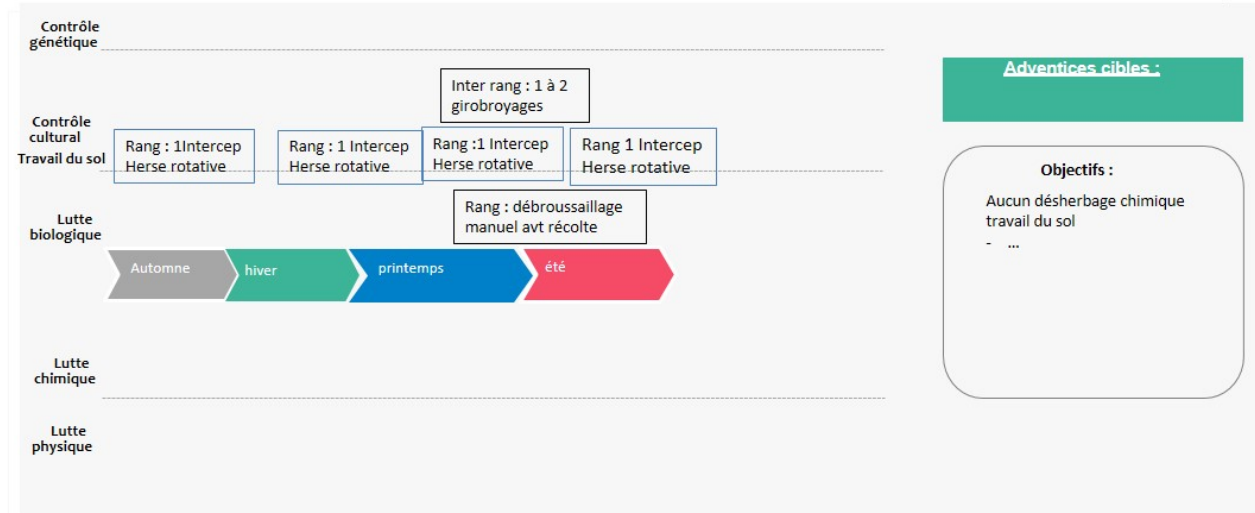 Contrôle
génétique
Inter rang : 1 à 2
girobroyages
Contrôle
cultural
Travail du sol
Rang : 1Intercep
Herse rotative
Rang : 1 Intercep
Herse rotative
Rang :1 Intercep
Herse rotative
Rang 1 Intercep
Herse rotative
Lutte
biologique
Rang : débroussaillage
manuel avt récolte
Automne
hiver
printemps
été
Lutte
chimique
Lutte
physique
Adventices cibles :
Objectifs :
Aucun désherbage chimique
travail du sol
- ...